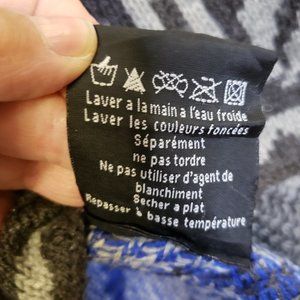 Laver a la main a l'eau froide
Laver les couleurs foncées
Séparément
ne pas tordre
Ne pas utiliser d'agent de
blanchiment
Secher a plat
Repasser à basse température